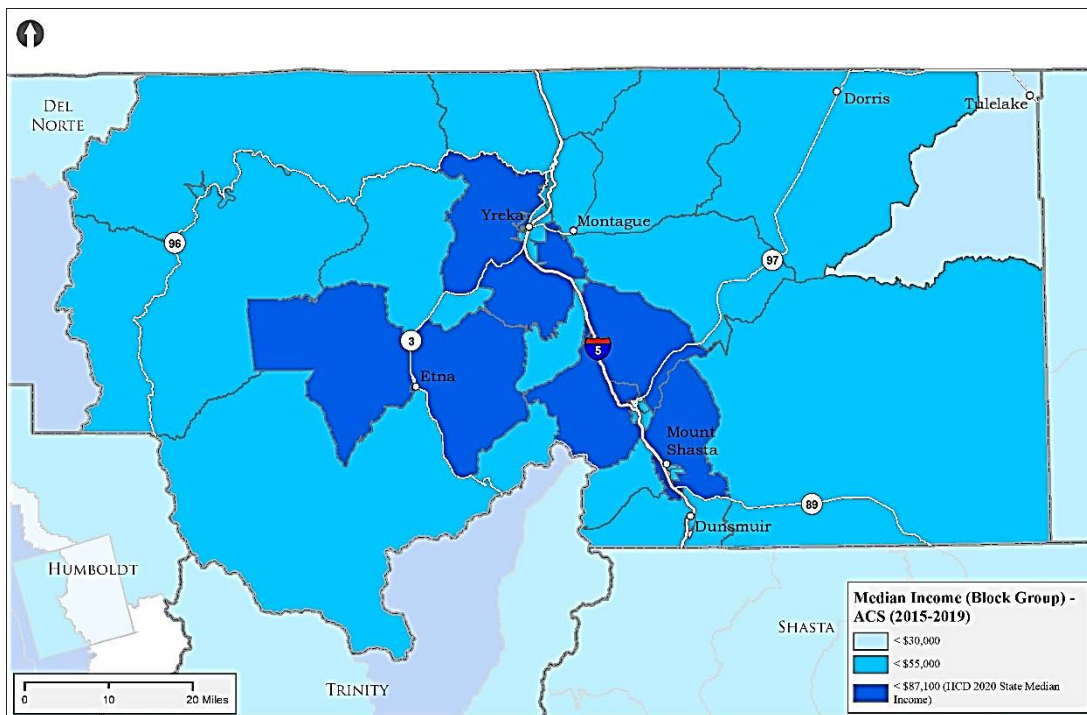 DEL
NORTE
Dorris
Tulelake
Yreka
Montague
96
97
3
5
Etna
Mount
Shasta
89
Dunsmuir
HUMBOLDT
SHASTA
TRINITY
0 10 20 Miles
Median Income (Block Group) -
ACS (2015-2019)
< $30,000
< $55,000
< $87,100 (HCD 2020 State Median
Income)